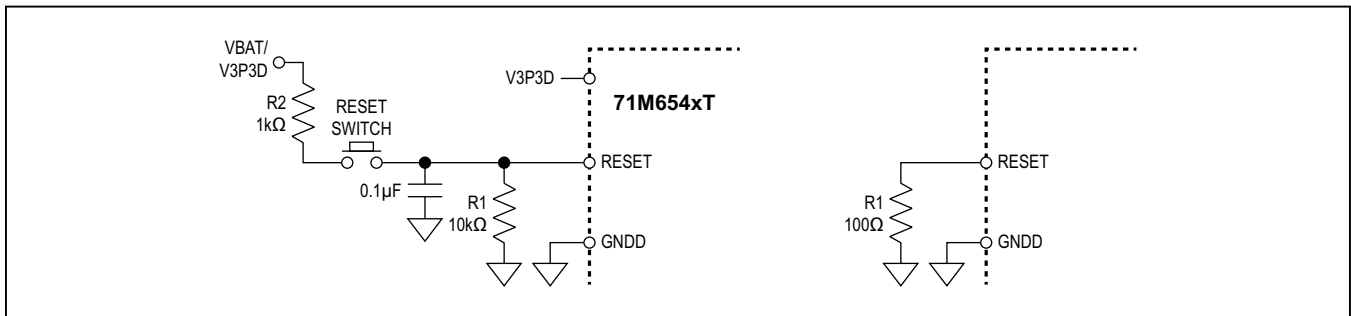 VBAT/
V3P3D
R2
1kΩ
RESET
SWITCH
0.1µF
R1
10kΩ
V3P3D
71M654xT
RESET
GNDD
R1
100Ω
RESET
GNDD